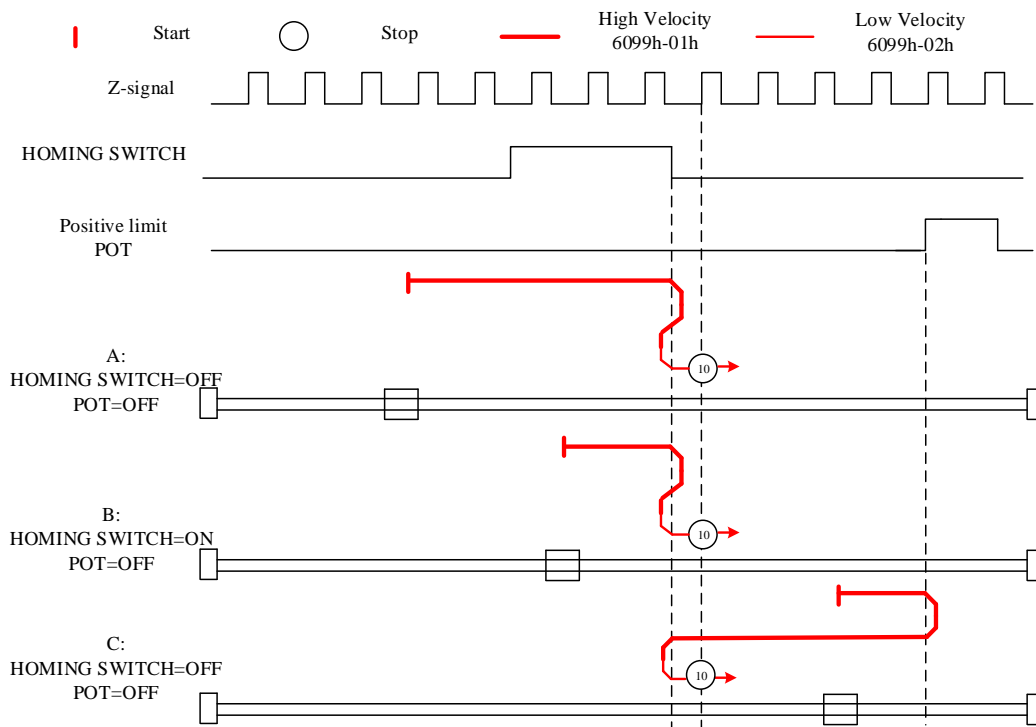 Start
Stop
High Velocity
6099h-01h
Low Velocity
6099h-02h
Z-signal
HOMING SWITCH
Positive limit
POT
A:
HOMING SWITCH=OFF
POT=OFF
10
B:
HOMING SWITCH=ON
POT=OFF
10
C:
HOMING SWITCH=OFF
POT=OFF
10